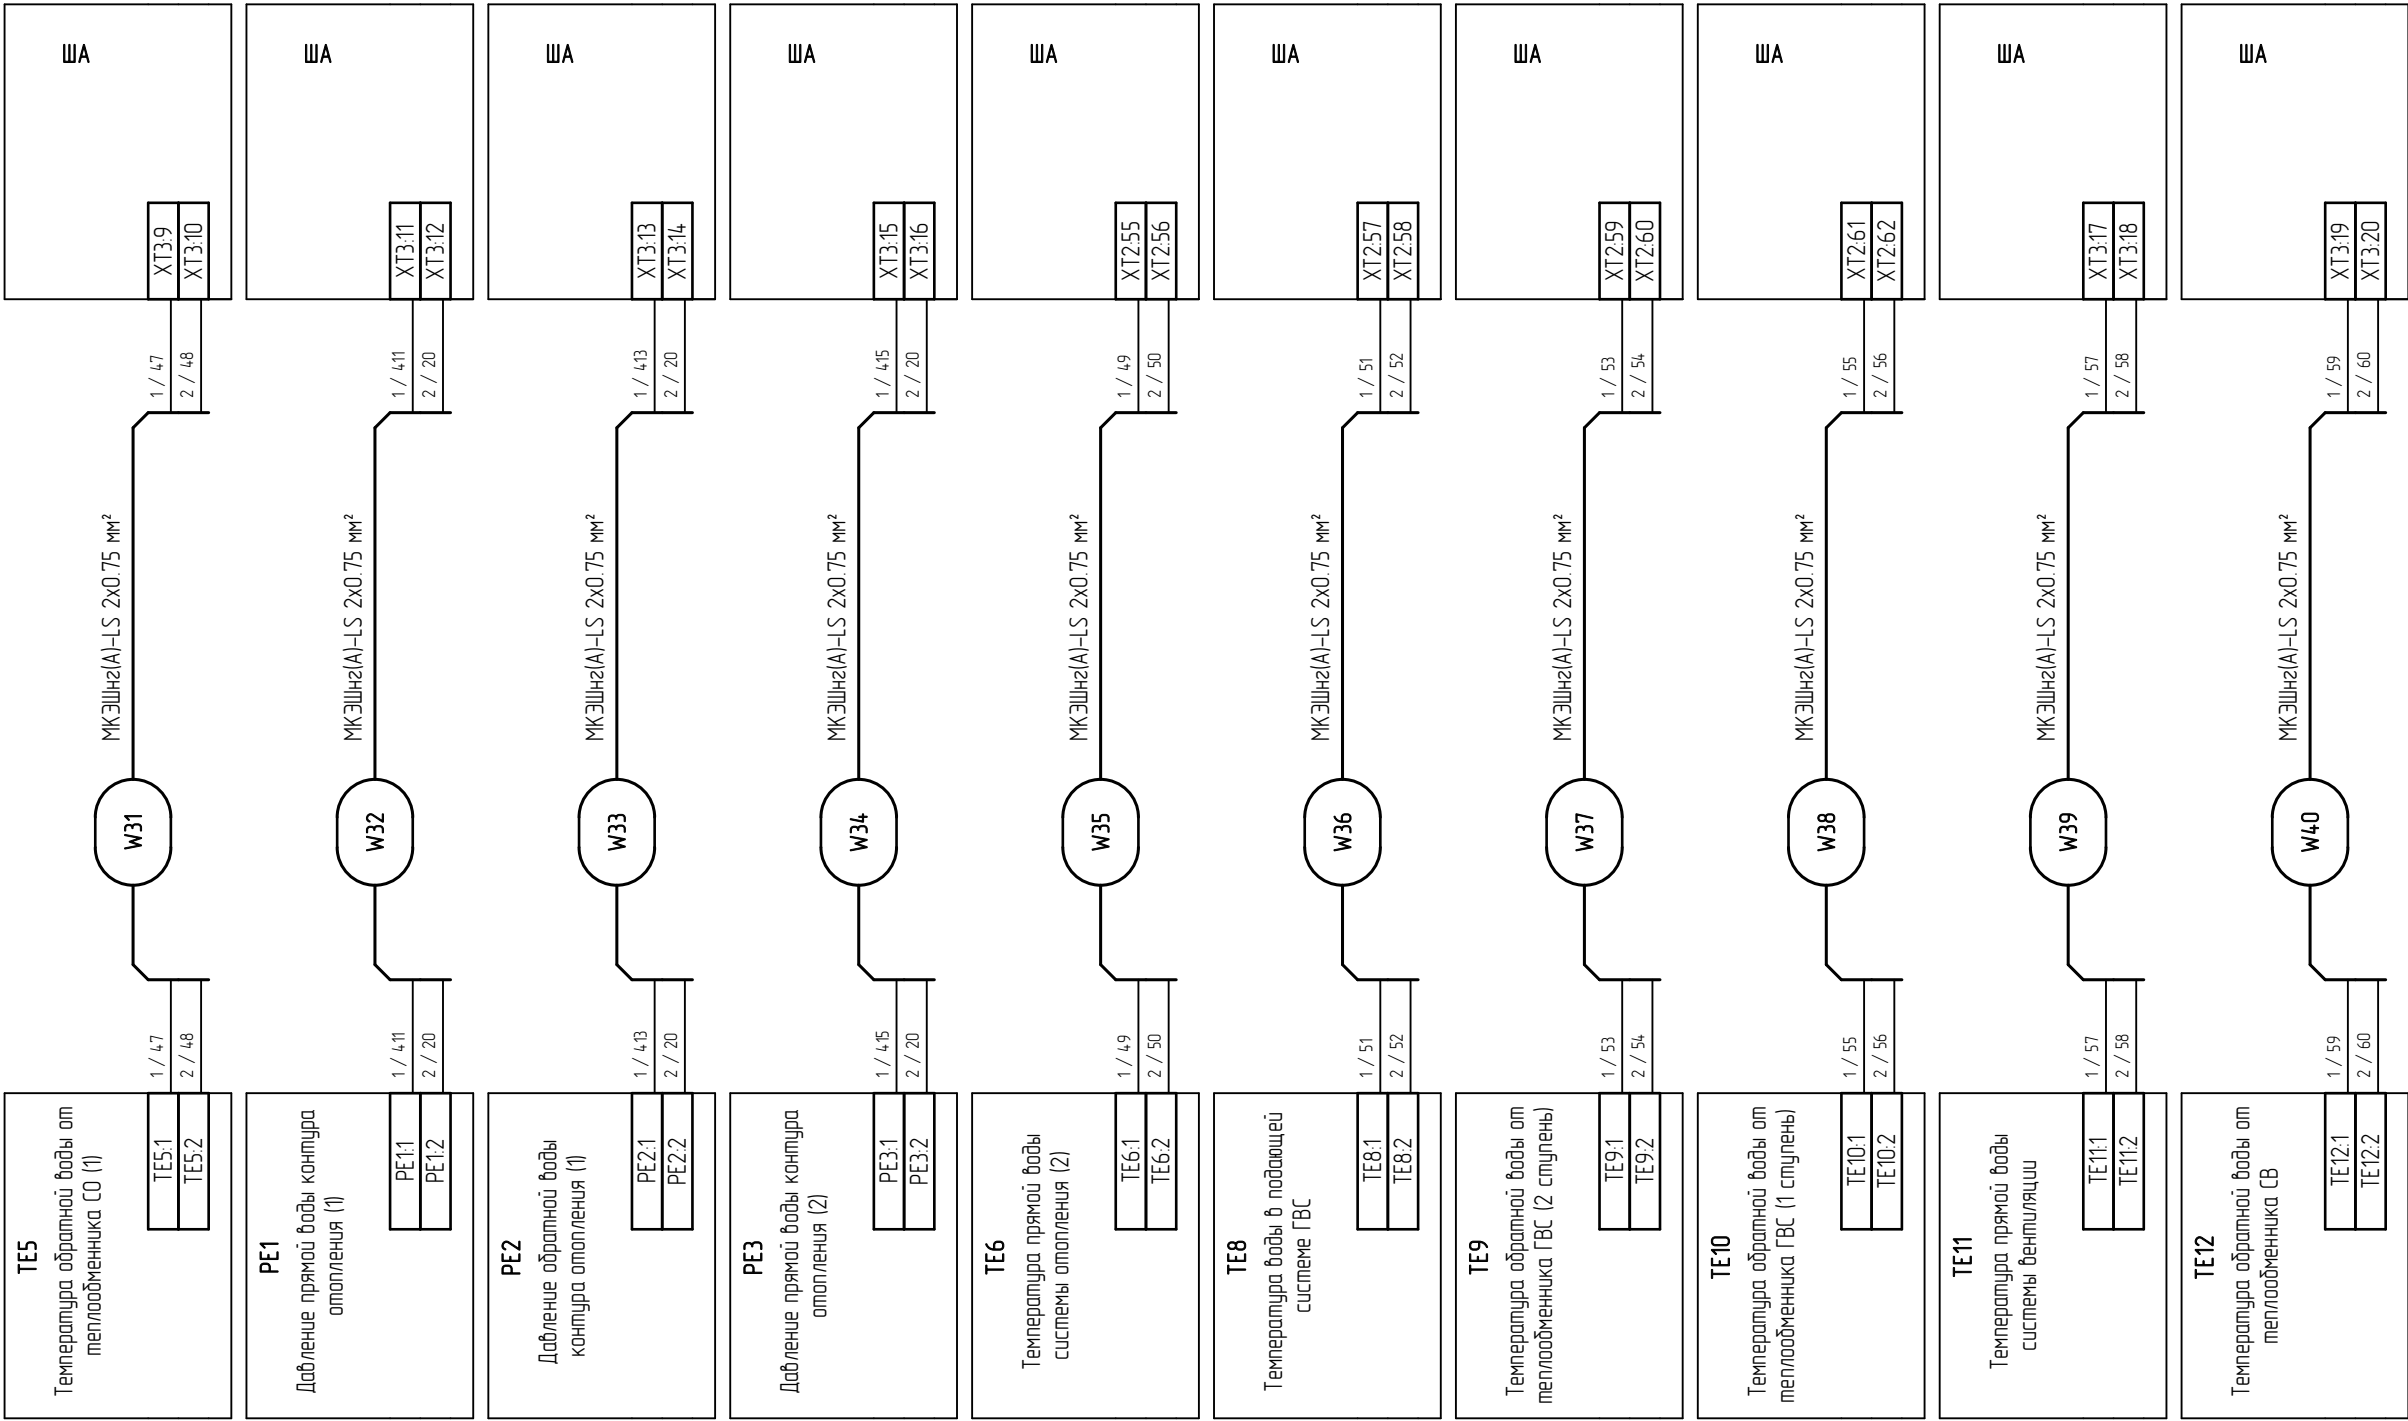 TE5
Температура обратной воды от
теплообменника СО (1)
TE5:1
TE5:2
1 / 47
2 / 48
W31
МКЭШнг(А)-LS 2x0.75 мм²
1 / 47
2 / 48
XT3:9
XT3:10
ША
PE1
Давление прямой воды контура
отопления (1)
PE1:1
PE1:2
1 / 411
2 / 20
W32
МКЭШнг(А)-LS 2x0.75 мм²
1 / 411
2 / 20
XT3:11
XT3:12
ША
PE2
Давление обратной воды
контура отопления (1)
PE2:1
PE2:2
1 / 413
2 / 20
W33
МКЭШнг(А)-LS 2x0.75 мм²
1 / 413
2 / 20
XT3:13
XT3:14
ША
PE3
Давление прямой воды контура
отопления (2)
PE3:1
PE3:2
1 / 415
2 / 20
W34
МКЭШнг(А)-LS 2x0.75 мм²
1 / 415
2 / 20
XT3:15
XT3:16
ША
TE6
Температура прямой воды
системы отопления (2)
TE6:1
TE6:2
1 / 49
2 / 50
W35
МКЭШнг(А)-LS 2x0.75 мм²
1 / 49
2 / 50
XT2:55
XT2:56
ША
TE8
Температура воды в подающей
системе ГВС
TE8:1
TE8:2
1 / 51
2 / 52
W36
МКЭШнг(А)-LS 2x0.75 мм²
1 / 51
2 / 52
XT2:57
XT2:58
ША
TE9
Температура обратной воды от
теплообменника ГВС (2 ступень)
TE9:1
TE9:2
1 / 53
2 / 54
W37
МКЭШнг(А)-LS 2x0.75 мм²
1 / 53
2 / 54
XT2:59
XT2:60
ША
TE10
Температура обратной воды от
теплообменника ГВС (1 ступень)
TE10:1
TE10:2
1 / 55
2 / 56
W38
МКЭШнг(А)-LS 2x0.75 мм²
1 / 55
2 / 56
XT2:61
XT2:62
ША
TE11
Температура прямой воды
системы вентиляции
TE11:1
TE11:2
1 / 57
2 / 58
W39
МКЭШнг(А)-LS 2x0.75 мм²
1 / 57
2 / 58
XT3:17
XT3:18
ША
TE12
Температура обратной воды от
теплообменника СВ
TE12:1
TE12:2
1 / 59
2 / 60
W40
МКЭШнг(А)-LS 2x0.75 мм²
1 / 59
2 / 60
XT3:19
XT3:20
ША